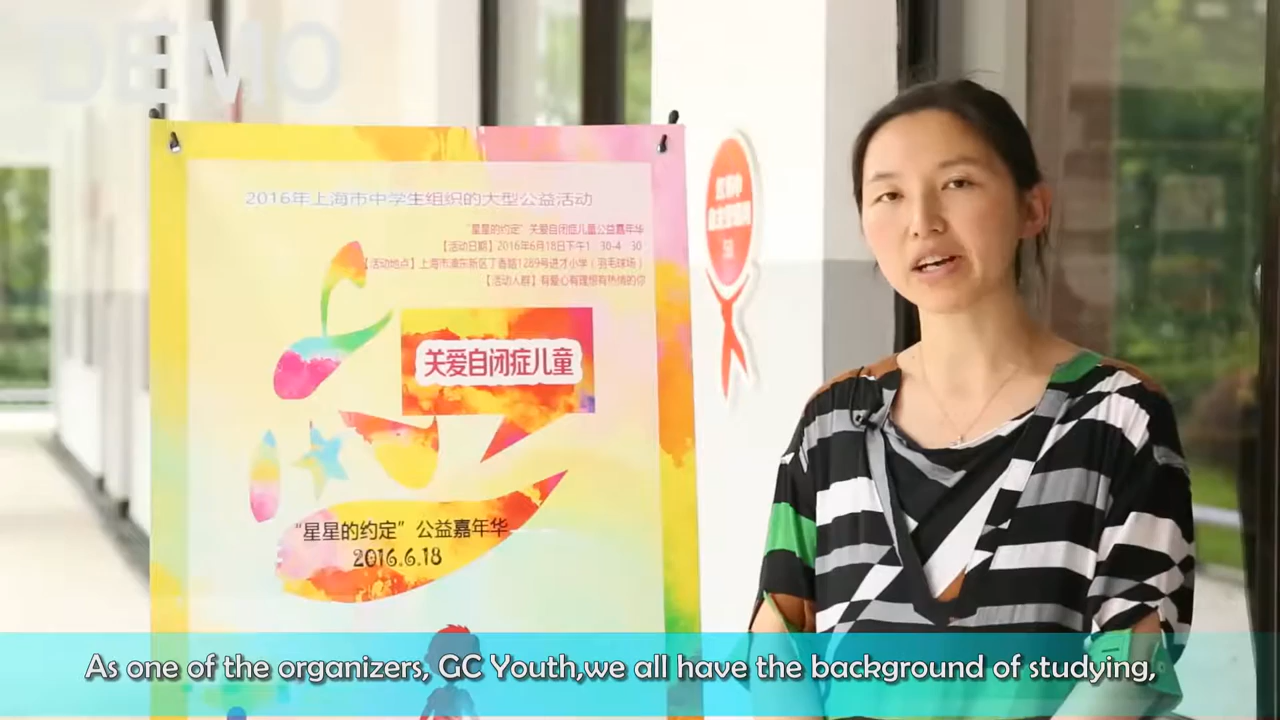 DEMO
2016年上海市中学生组织的大型公益活动
“星星的约定”关爱自闭症儿童公益嘉年华
【活动日期】2016年6月18日下午1:30-4:30
【活动地点】上海市浦东新区丁香路1289号进才小学(羽毛球场)
【活动人群】有爱心有理想有热情的你
关爱自闭症儿童
“星星的约定”公益嘉年华
2016.6.18
As one of the organizers, GC Youth,we all have the background of studying,